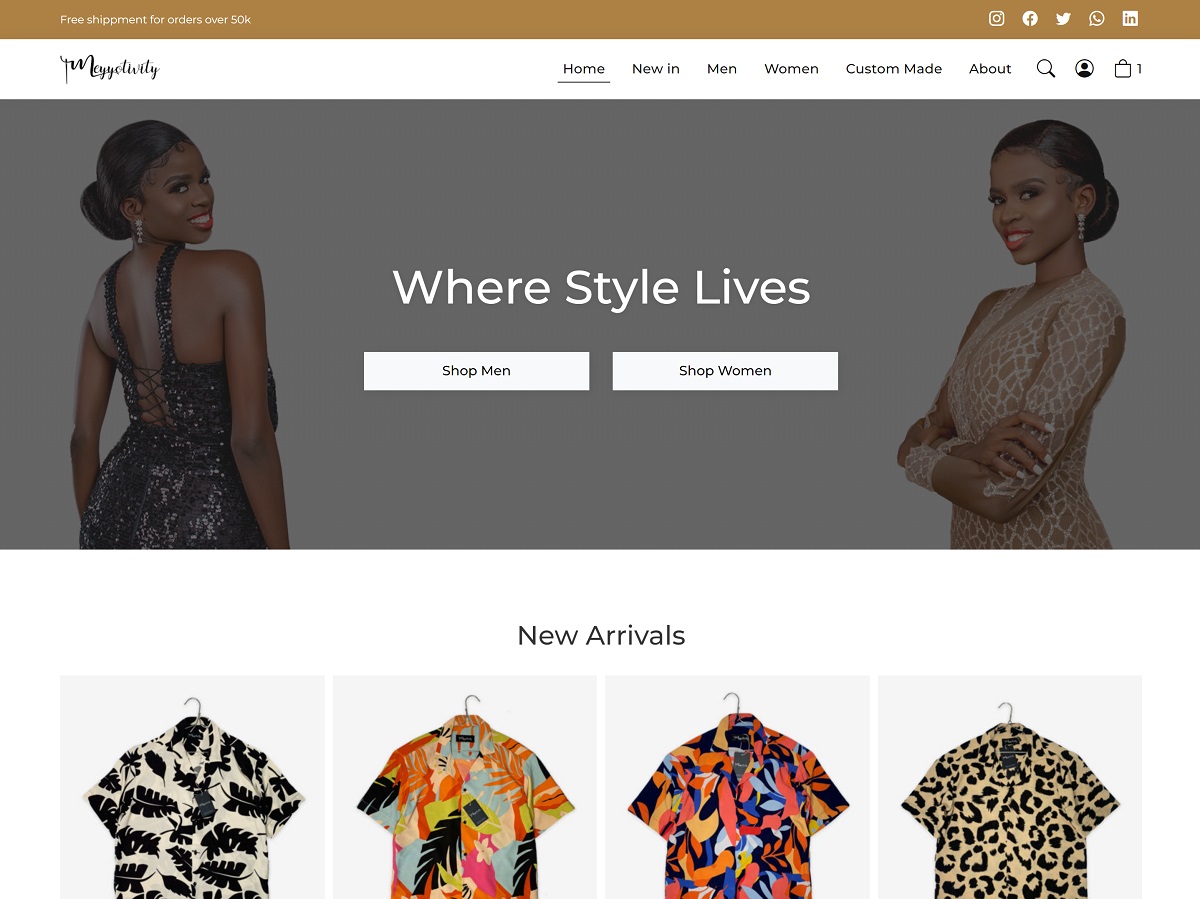 Free shippment for orders over 50k
Meyyotivity
Home New in Men Women Custom Made About 1
Where Style Lives
Shop Men Shop Women
New Arrivals